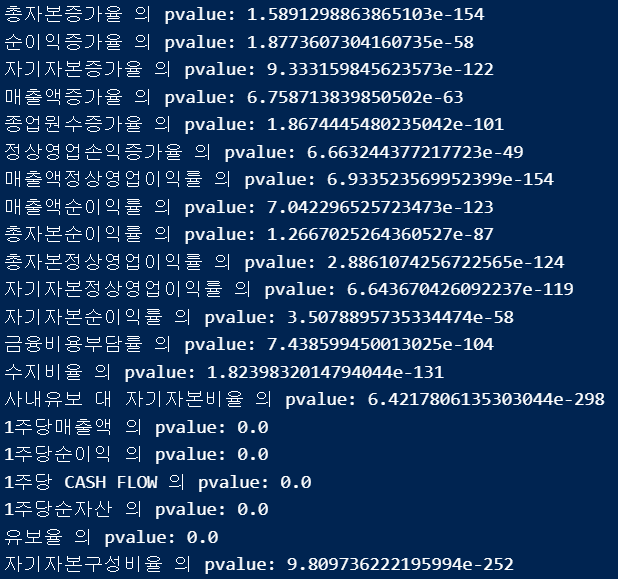 총자본증가율 의 pvalue: 1.5891298863865103e-154
순이익증가율 의 pvalue: 1.8773607304160735e-58
자기자본증가율 의 pvalue: 9.333159845623573e-122
매출액증가율 의 pvalue: 6.758713839850502e-63
종업원수증가율 의 pvalue: 1.8674445480235042e-101
정상영업손익증가율 의 pvalue: 6.663244377217723e-49
매출액정상영업이익률 의 pvalue: 6.933523569952399e-154
매출액순이익률 의 pvalue: 7.042296525723473e-123
총자본순이익률 의 pvalue: 1.2667025264360527e-87
총자본정상영업이익률 의 pvalue: 2.8861074256722565e-124
자기자본정상영업이익률 의 pvalue: 6.643670426092237e-119
자기자본순이익률 의 pvalue: 3.5078895735334474e-58
금융비용부담률 의 pvalue: 7.438599450013025e-104
수지비율 의 pvalue: 1.8239832014794044e-131
사내유보 대 자기자본비율 의 pvalue: 6.4217806135303044e-298
1주당매출액 의 pvalue: 0.0
1주당순이익 의 pvalue: 0.0
1주당 CASH FLOW 의 pvalue: 0.0
1주당순자산 의 pvalue: 0.0
유보율 의 pvalue: 0.0
자기자본구성비율 의 pvalue: 9.809736222195994e-252